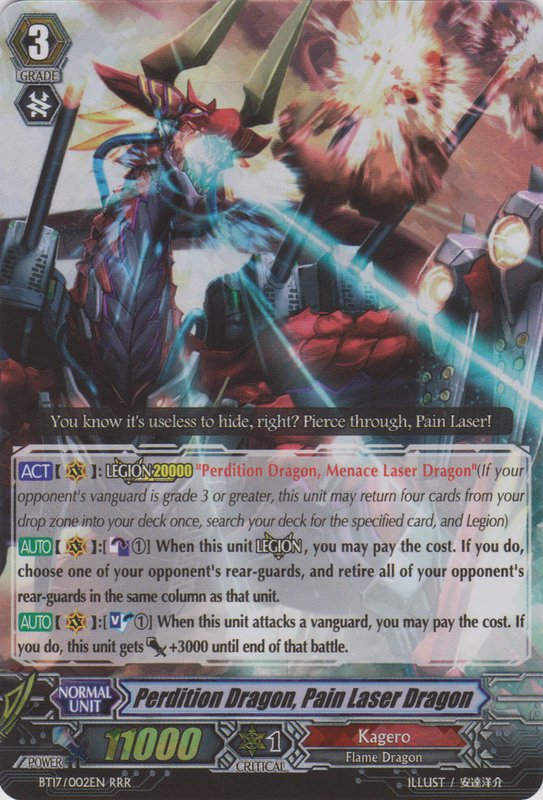 3
GRADE
You know it's useless to hide, right? Pierce through, Pain Laser!
ACT【 V 】:LEGION 20000 "Perdition Dragon, Menace Laser Dragon"(If your
opponent's vanguard is grade 3 or greater, this unit may return four cards from your
drop zone into your deck once, search your deck for the specified card, and Legion)
AUTO【 V 】:[①] When this unit LEGION, you may pay the cost. If you do,
choose one of your opponent's rear-guards, and retire all of your opponent's
rear-guards in the same column as that unit.
AUTO【 V 】:[V①] When this unit attacks a vanguard, you may pay the cost. If
you do, this unit gets +3000 until end of that battle.
NORMAL
UNIT
Perdition Dragon, Pain Laser Dragon
POWER
11000
1
CRITICAL
Kagero
Flame Dragon
BT17/002EN RRR
ILLUST / 安達洋介